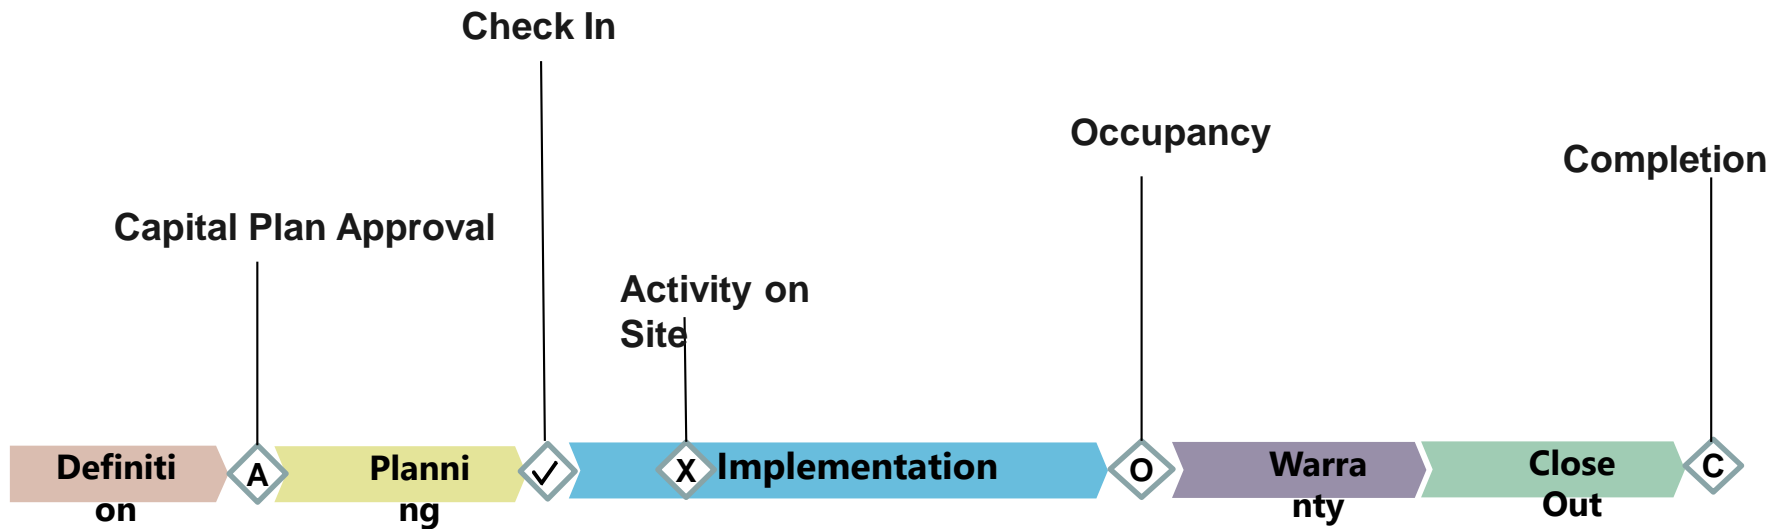 Check In
Occupancy
Completion
Capital Plan Approval
Activity on
Site
Definiti
on
A
Planni
ng
✓
X
Implementation
O
Warra
nty
Close
Out
C